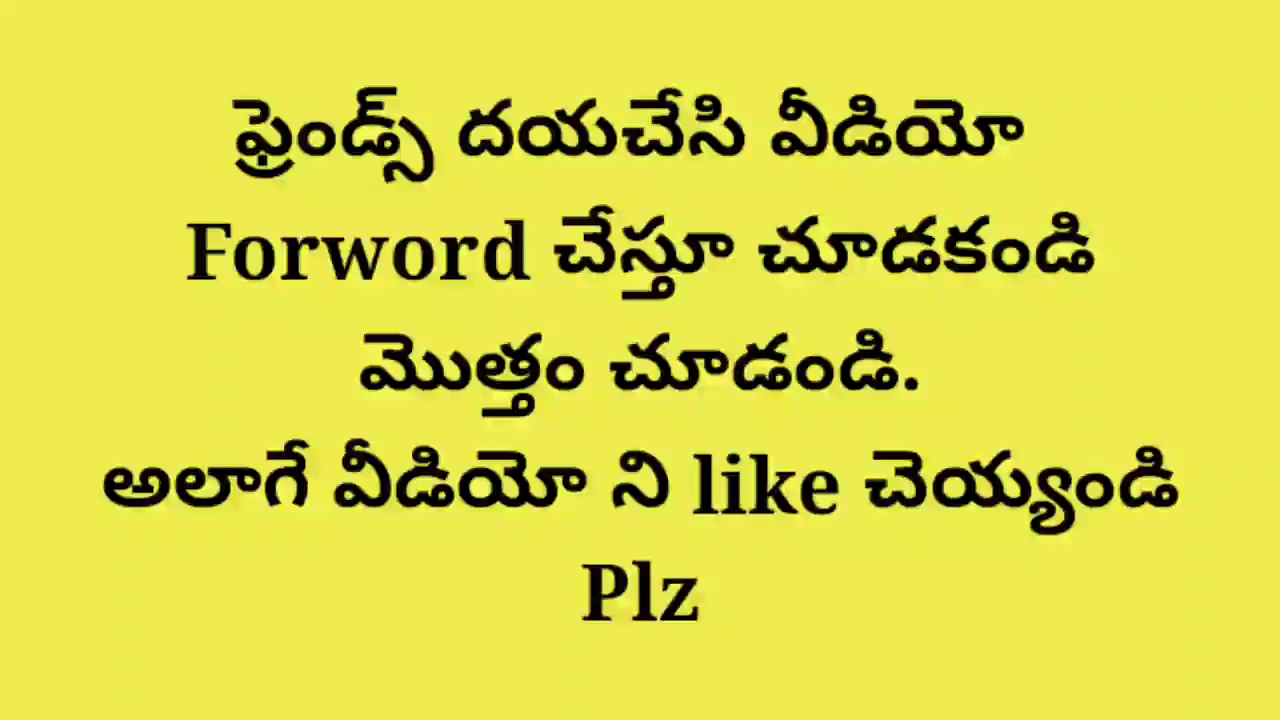 ఫ్రెండ్స్ దయచేసి వీడియో
Forword చేస్తూ చూడకండి
మొత్తం చూడండి.
అలాగే వీడియో ని like చెయ్యండి
Plz